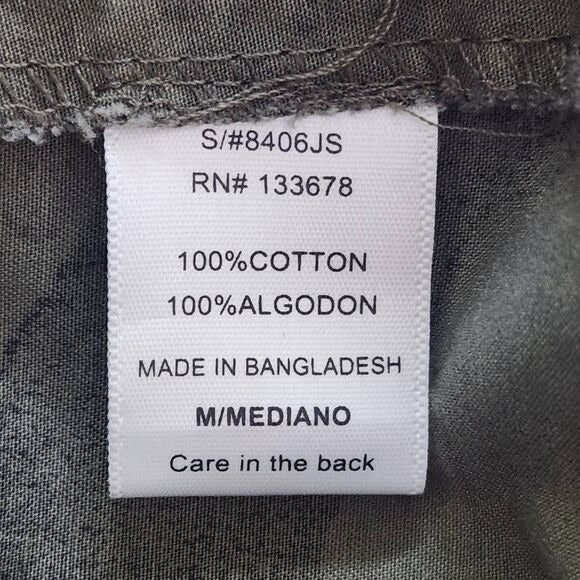 S/#8406JS
RN# 133678
100%COTTON
100%ALGODON
MADE IN BANGLADESH
M/MEDIANO
Care in the back